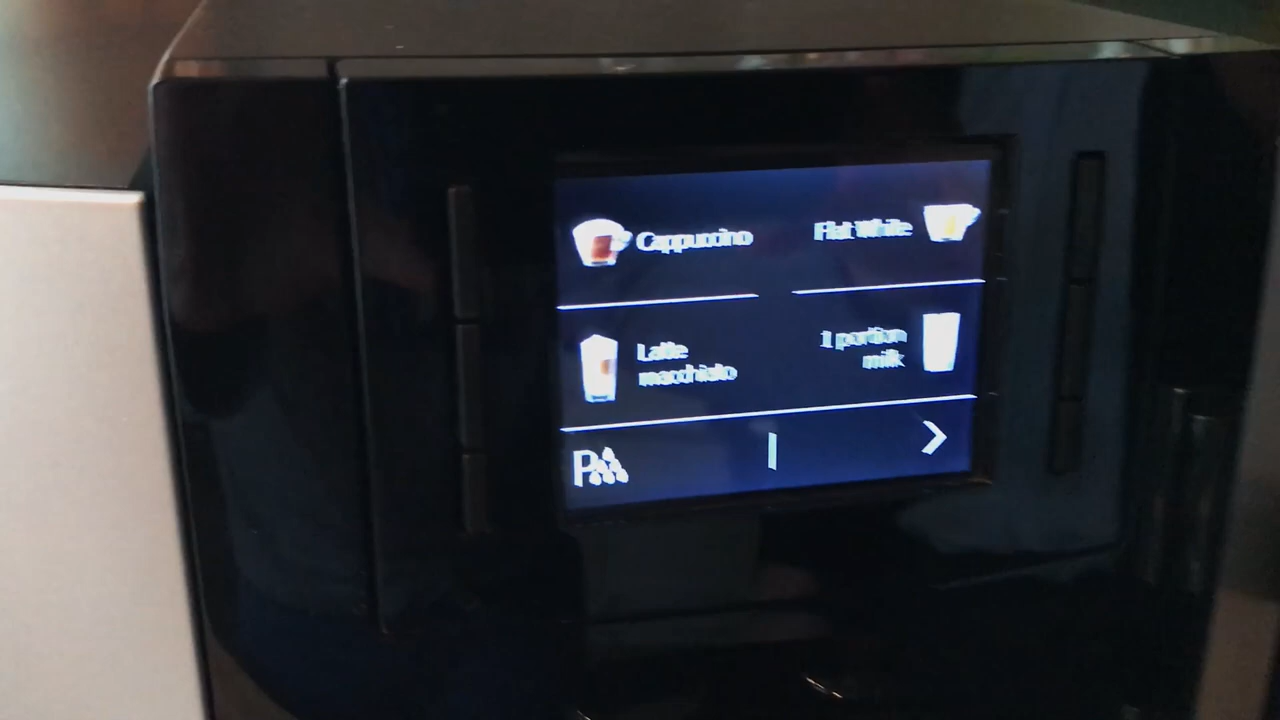 Cappuccino
Flat White
Latte
macchiato
1 portion
milk
P